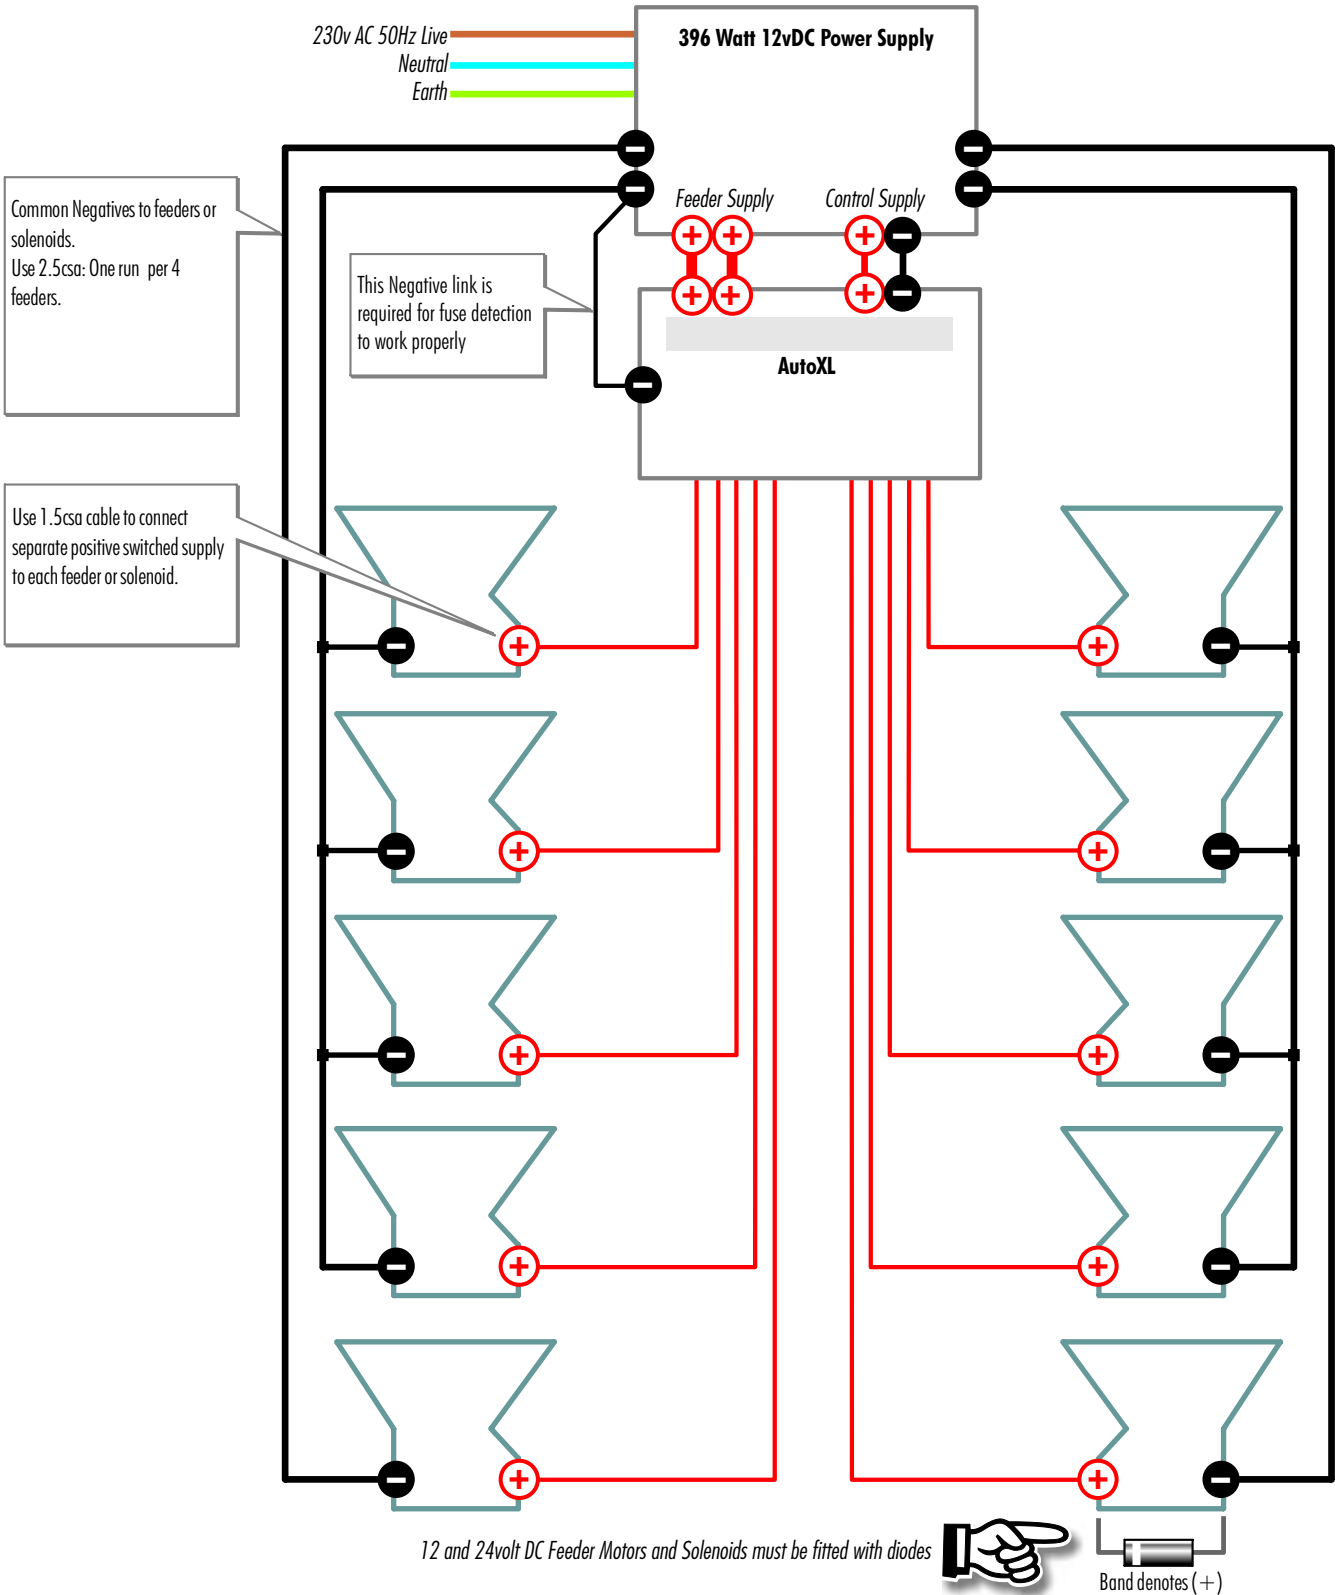 230v AC 50Hz Live
Neutral
Earth
396 Watt 12vDC Power Supply
Feeder Supply
Control Supply
Common Negatives to feeders or
solenoids.
Use 2.5csa: One run per 4
feeders.
This Negative link is
required for fuse detection
to work properly
AutoXL
Use 1.5csa cable to connect
separate positive switched supply
to each feeder or solenoid.
12 and 24volt DC Feeder Motors and Solenoids must be fitted with diodes
Band denotes (+)